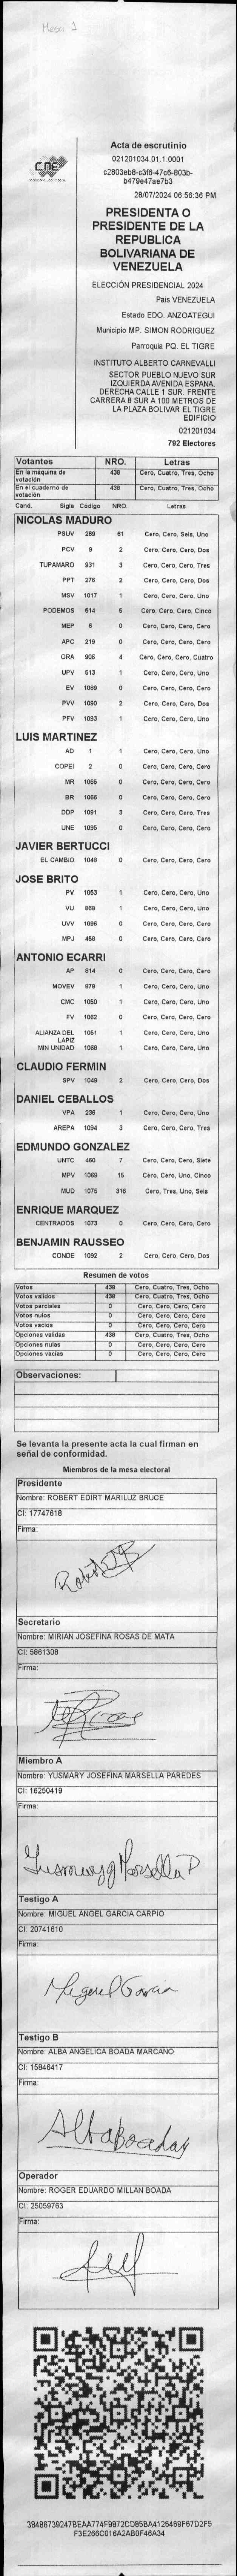 Mesa 1
CNE
Acta de escrutinio
021201034.01.1.0001
c2803eb8-c3f6-47c6-803b-
b479e47ae7b3
28/07/2024 06:56:36 PM
PRESIDENTA O
PRESIDENTE DE LA
REPUBLICA
BOLIVARIANA DE
VENEZUELA
ELECCIÓN PRESIDENCIAL 2024
Pais VENEZUELA
Estado EDO. ANZOATEGUI
Municipio MP. SIMON RODRIGUEZ
Parroquia PQ. EL TIGRE
INSTITUTO ALBERTO CARNEVALLI
SECTOR PUEBLO NUEVO SUR
IZQUIERDA AVENIDA ESPANA.
DERECHA CALLE 1 SUR. FRENTE
CARRERA 8 SUR A 100 METROS DE
LA PLAZA BOLIVAR EL TIGRE
EDIFICIO
021201034
792 Electores
Votantes NRO. Letras
En la máquina de votación 438 Cero, Cuatro, Tres, Ocho
En el cuaderno de votación 438 Cero, Cuatro, Tres, Ocho
Cand. Sigla Código NRO. Letras
NICOLAS MADURO
PSUV 269 61 Cero, Cero, Seis, Uno
PCV 9 2 Cero, Cero, Cero, Dos
TUPAMARO 931 3 Cero, Cero, Cero, Tres
PPT 276 2 Cero, Cero, Cero, Dos
MSV 1017 1 Cero, Cero, Cero, Uno
PODEMOS 514 5 Cero, Cero, Cero, Cinco
MEP 6 0 Cero, Cero, Cero, Cero
APC 219 0 Cero, Cero, Cero, Cero
ORA 906 4 Cero, Cero, Cero, Cuatro
UPV 513 1 Cero, Cero, Cero, Uno
EV 1089 0 Cero, Cero, Cero, Cero
PVV 1090 2 Cero, Cero, Cero, Dos
PFV 1093 1 Cero, Cero, Cero, Uno
LUIS MARTINEZ
AD 1 1 Cero, Cero, Cero, Uno
COPEI 2 0 Cero, Cero, Cero, Cero
MR 1065 0 Cero, Cero, Cero, Cero
BR 1066 0 Cero, Cero, Cero, Cero
DDP 1091 3 Cero, Cero, Cero, Tres
UNE 1095 0 Cero, Cero, Cero, Cero
JAVIER BERTUCCI
EL CAMBIO 1048 0 Cero, Cero, Cero, Cero
JOSE BRITO
PV 1053 1 Cero, Cero, Cero, Uno
VU 868 1 Cero, Cero, Cero, Uno
UVV 1096 0 Cero, Cero, Cero, Cero
MPJ 458 0 Cero, Cero, Cero, Cero
ANTONIO ECARRI
AP 814 0 Cero, Cero, Cero, Cero
MOVEV 878 1 Cero, Cero, Cero, Uno
CMC 1050 1 Cero, Cero, Cero, Uno
FV 1062 0 Cero, Cero, Cero, Cero
ALIANZA DEL LAPIZ 1051 1 Cero, Cero, Cero, Uno
MIN UNIDAD 1068 1 Cero, Cero, Cero, Uno
CLAUDIO FERMIN
SPV 1049 2 Cero, Cero, Cero, Dos
DANIEL CEBALLOS
VPA 236 1 Cero, Cero, Cero, Uno
AREPA 1094 3 Cero, Cero, Cero, Tres
EDMUNDO GONZALEZ
UNTC 460 7 Cero, Cero, Cero, Siete
MPV 1069 15 Cero, Cero, Uno, Cinco
MUD 1075 316 Cero, Tres, Uno, Seis
ENRIQUE MARQUEZ
CENTRADOS 1073 0 Cero, Cero, Cero, Cero
BENJAMIN RAUSSEO
CONDE 1092 2 Cero, Cero, Cero, Dos
Resumen de votos
Votos 438 Cero, Cuatro, Tres, Ocho
Votos validos 438 Cero, Cuatro, Tres, Ocho
Votos parciales 0 Cero, Cero, Cero, Cero
Votos nulos 0 Cero, Cero, Cero, Cero
Votos vacios 0 Cero, Cero, Cero, Cero
Opciones validas 438 Cero, Cuatro, Tres, Ocho
Opciones nulas 0 Cero, Cero, Cero, Cero
Opciones vacias 0 Cero, Cero, Cero, Cero
Observaciones:
Se levanta la presente acta la cual firman en
señal de conformidad.
Miembros de la mesa electoral
Presidente
Nombre: ROBERT EDIRT MARILUZ BRUCE
CI: 17747618
Firma:
Secretario
Nombre: MIRIAN JOSEFINA ROSAS DE MATA
CI: 5861308
Firma:
Miembro A
Nombre: YUSMARY JOSEFINA MARSELLA PAREDES
CI: 16250419
Firma:
Yusmary Marsella P
Testigo A
Nombre: MIGUEL ANGEL GARCIA CARPIO
CI: 20741610
Firma:
Miguel Garcia
Testigo B
Nombre: ALBA ANGELICA BOADA MARCANO
CI: 15846417
Firma:
Alba Boada
Operador
Nombre: ROGER EDUARDO MILLAN BOADA
CI: 25059763
Firma:
38486739247BEAA774F9872CD85BA4126469F67D2F5
F3E266C016A2AB0F46A34